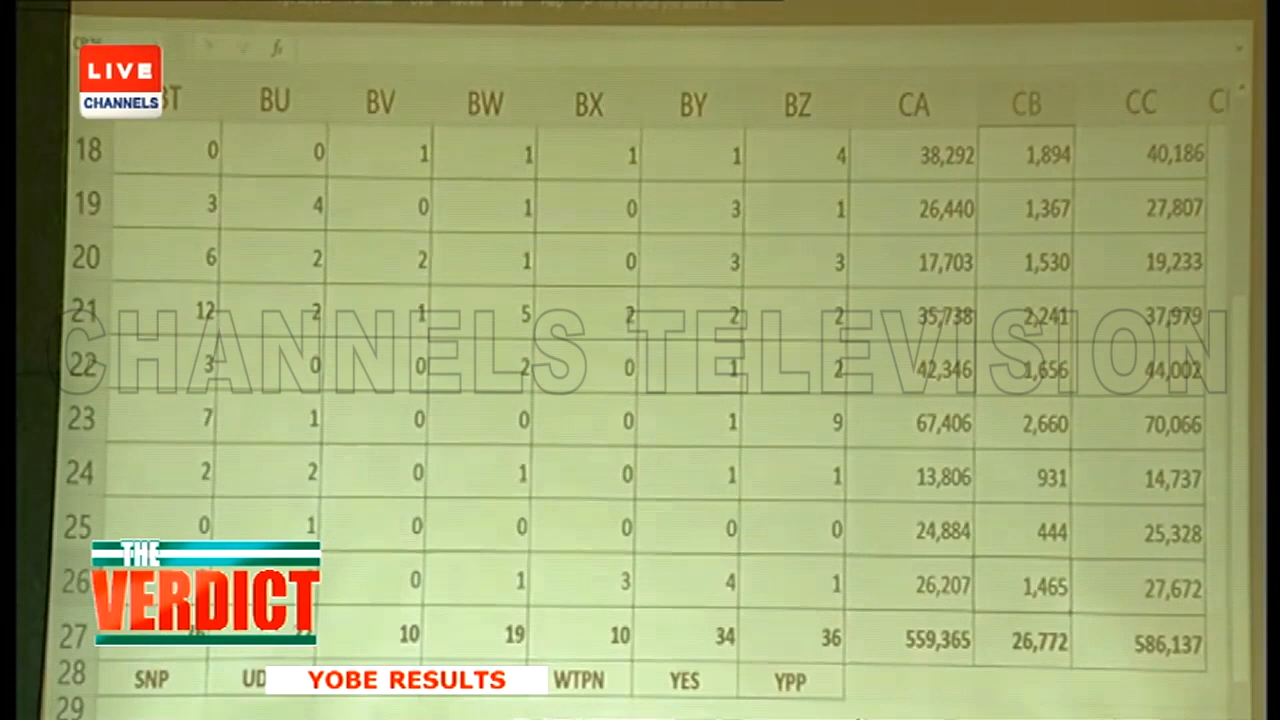 LIVE
CHANNELS
BU BV BW BX BY BZ CA CB CC
18 0 0 1 1 1 1 4 38,292 1,894 40,186
19 3 4 0 1 0 3 1 26,440 1,367 27,807
20 6 2 2 1 0 3 3 17,703 1,530 19,233
21 12 2 1 5 2 2 2 35,738 2,241 37,979
CHANNELS TELEVISION
22 3 0 0 2 0 1 2 42,346 1,656 44,002
23 7 1 0 0 0 1 9 67,406 2,660 70,066
24 2 2 0 1 0 1 1 13,806 931 14,737
25 0 1 0 0 0 0 0 24,884 444 25,328
26 0 1 3 4 1 26,207 1,465 27,672
THE
VERDICT
27 10 19 10 34 36 559,365 26,772 586,137
28 SNP WTPN YES YPP
YOBE RESULTS
29